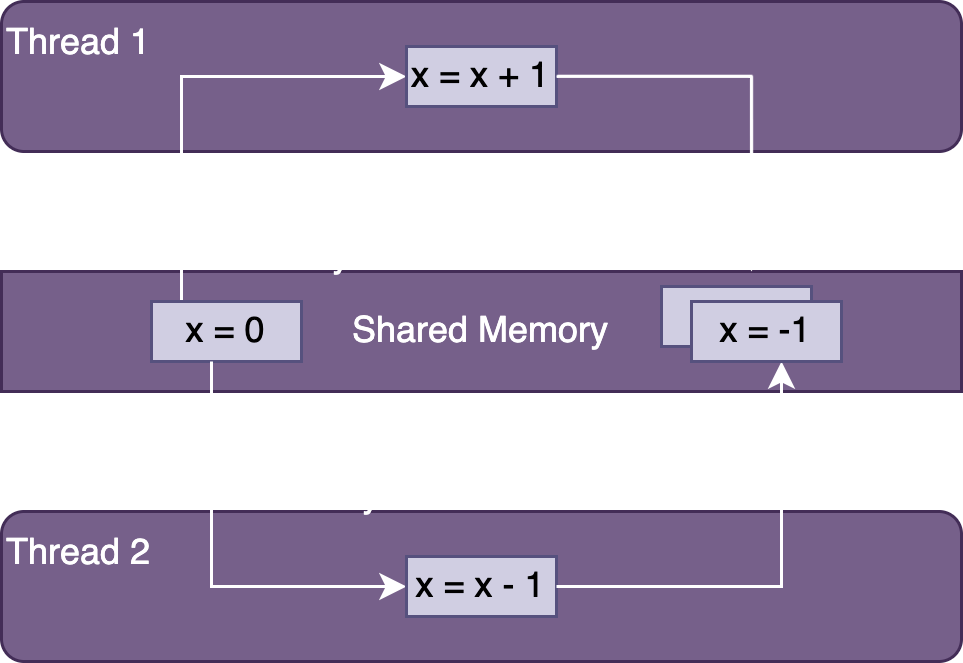 Thread 1
x = x + 1
x = 0
Shared Memory
x = -1
Thread 2
x = x - 1